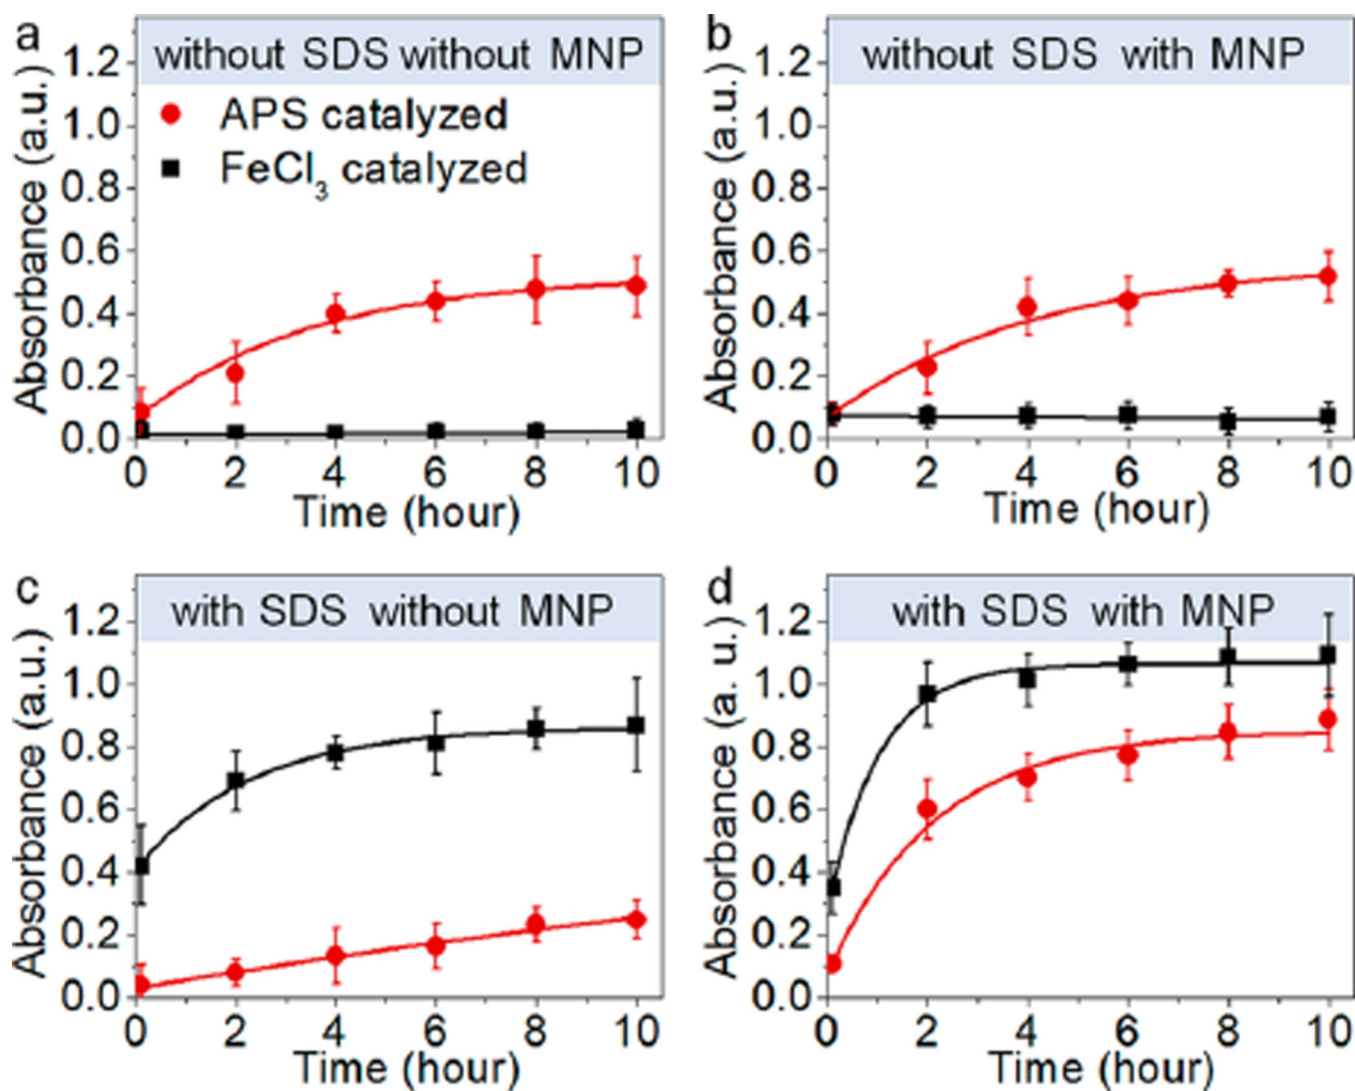 a
without SDS without MNP
APS catalyzed
FeCl₃ catalyzed
Absorbance (a.u.)
1.2
1.0
0.8
0.6
0.4
0.2
0.0
0 2 4 6 8 10
Time (hour)
b
without SDS with MNP
Absorbance (a.u.)
1.2
1.0
0.8
0.6
0.4
0.2
0.0
0 2 4 6 8 10
Time (hour)
c
with SDS without MNP
Absorbance (a.u.)
1.2
1.0
0.8
0.6
0.4
0.2
0.0
0 2 4 6 8 10
Time (hour)
d
with SDS with MNP
Absorbance (a. u.)
1.2
1.0
0.8
0.6
0.4
0.2
0.0
0 2 4 6 8 10
Time (hour)